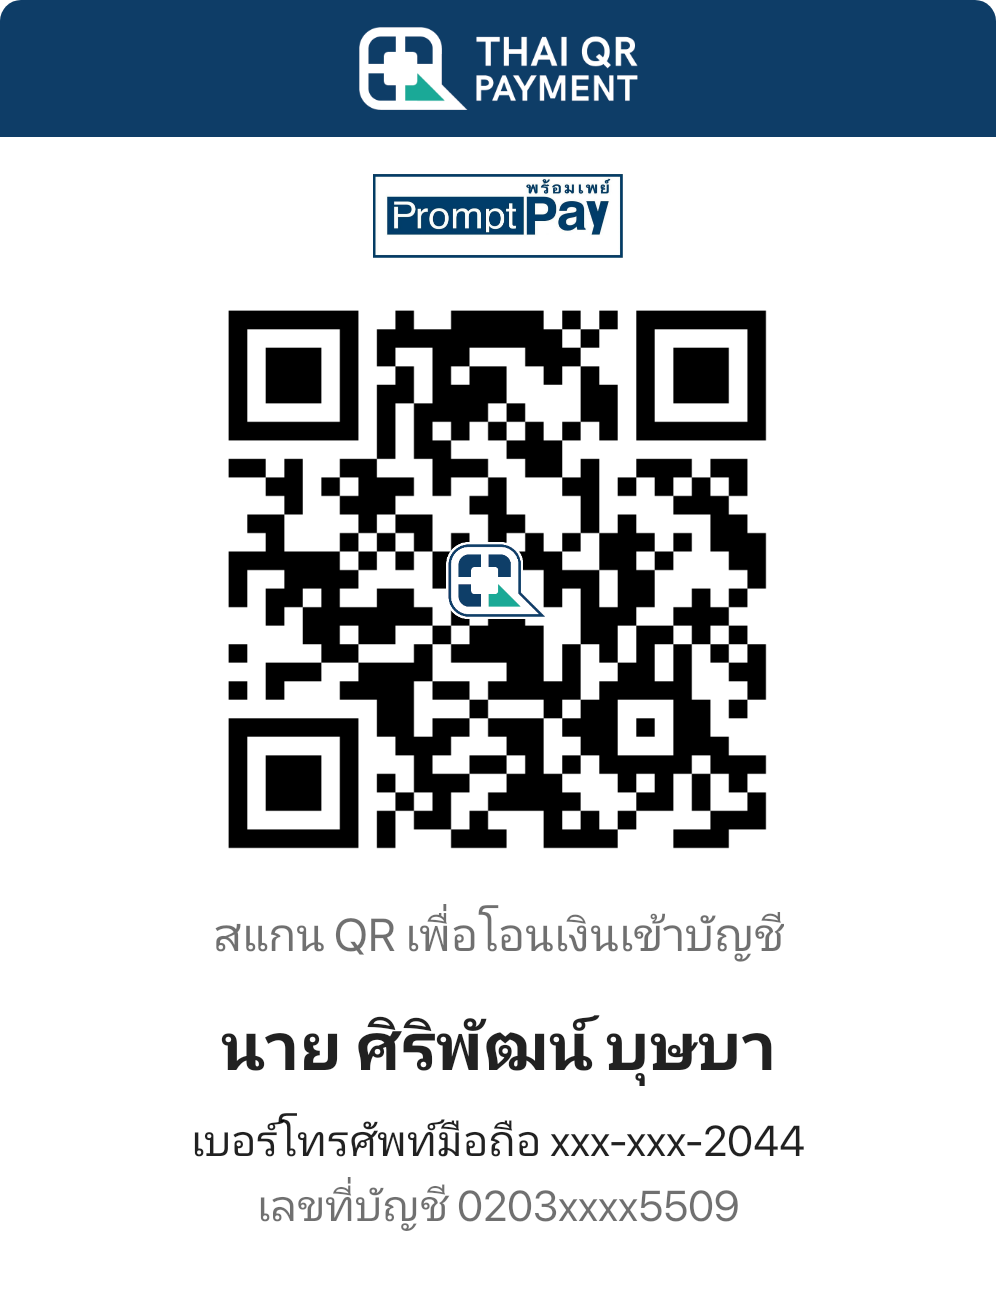 THAI QR
PAYMENT
พร้อมเพย์
PromptPay
สแกน QR เพื่อโอนเงินเข้าบัญชี
นาย ศิริพัฒน์ บุษบา
เบอร์โทรศัพท์มือถือ xxx-xxx-2044
เลขที่บัญชี 0203xxxx5509